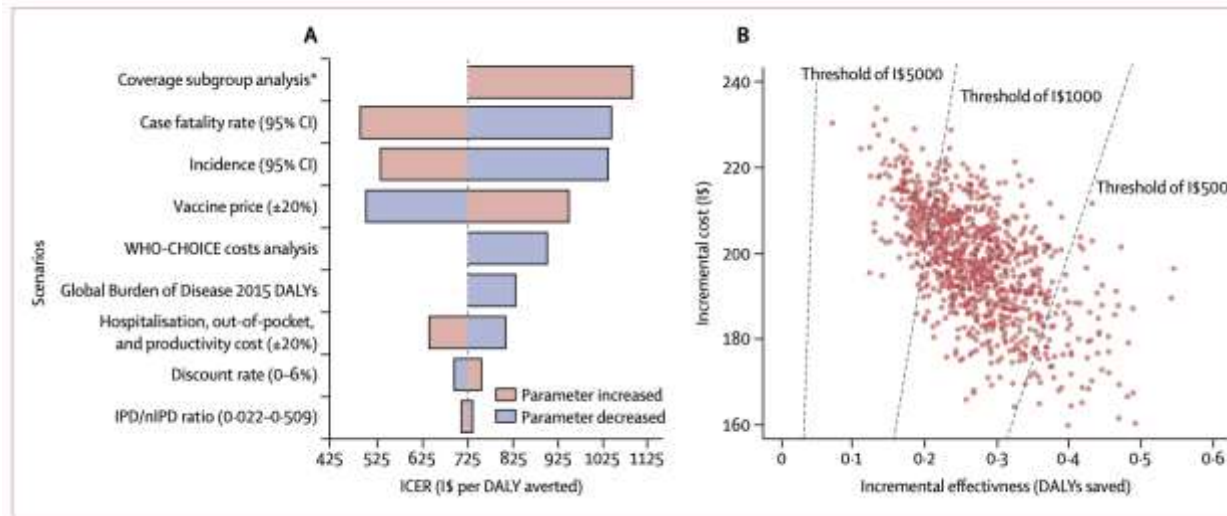 A
Scenarios
Coverage subgroup analysis*
Case fatality rate (95% CI)
Incidence (95% CI)
Vaccine price (±20%)
WHO-CHOICE costs analysis
Global Burden of Disease 2015 DALYs
Hospitalisation, out-of-pocket,
and productivity cost (±20%)
Discount rate (0–6%)
IPD/nIPD ratio (0·022–0·509)
Parameter increased
Parameter decreased
425 525 625 725 825 925 1025 1125
ICER (I$ per DALY averted)
B
Incremental cost (I$)
240
220
200
180
160
Threshold of I$5000
Threshold of I$1000
Threshold of I$500
0 0·1 0·2 0·3 0·4 0·5 0·6
Incremental effectivness (DALYs saved)